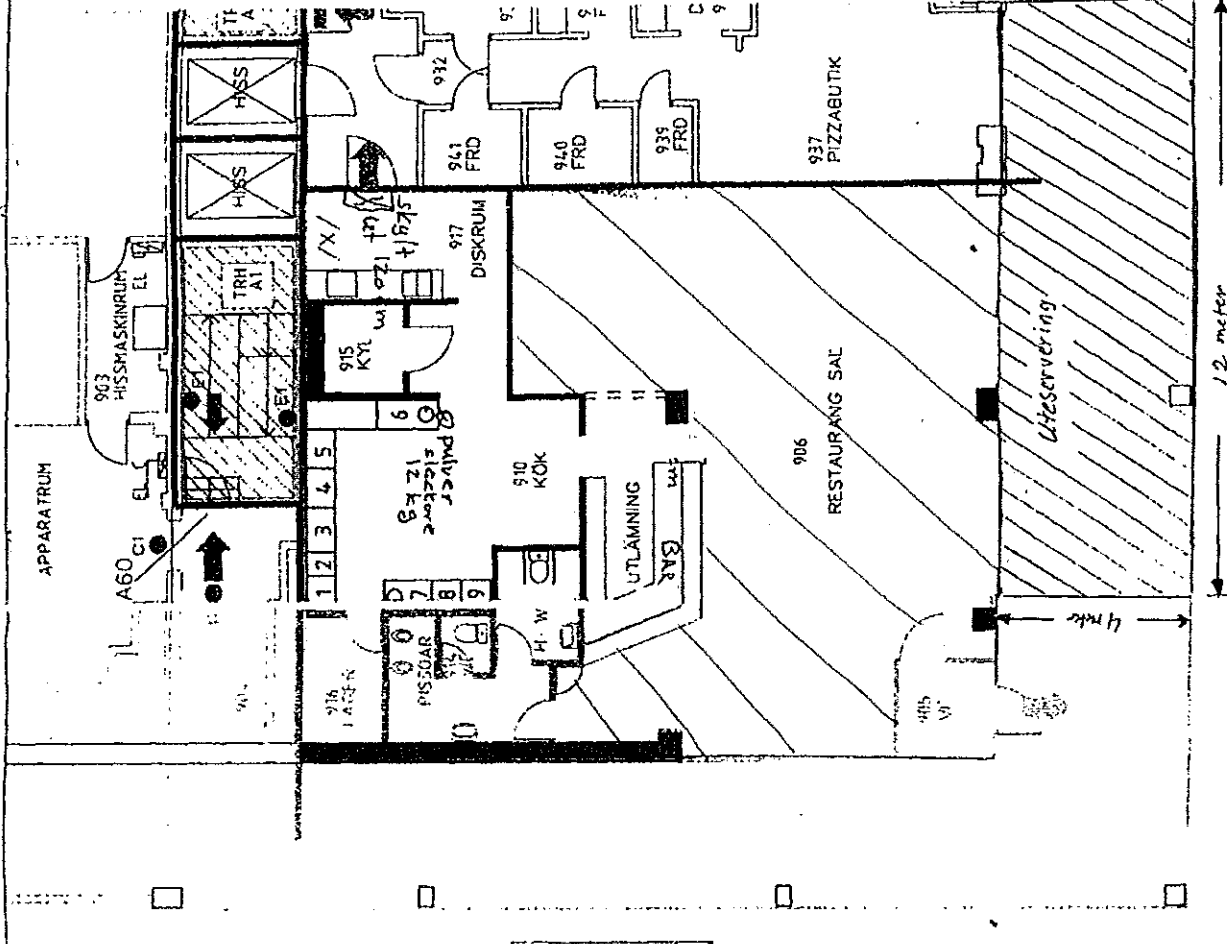 HISS
HISS
932
941
FRD
940
FRD
939
FRD
937
PIZZABUTIK
903
HISSMASKINRUM
EL
EL
TRH
A1
E1
E1
/X/
917
DISKRUM
915
KYL
skylt
120
APPARATRUM
A60
C1
1 2 3 4 5
6
7
8
9
pulver
släckare
12 kg
910
KÖK
UTLÄMNING
BAR
906
RESTAURANG SAL
Uteservering
12 meter
PISSOAR
916
LAGER
H W